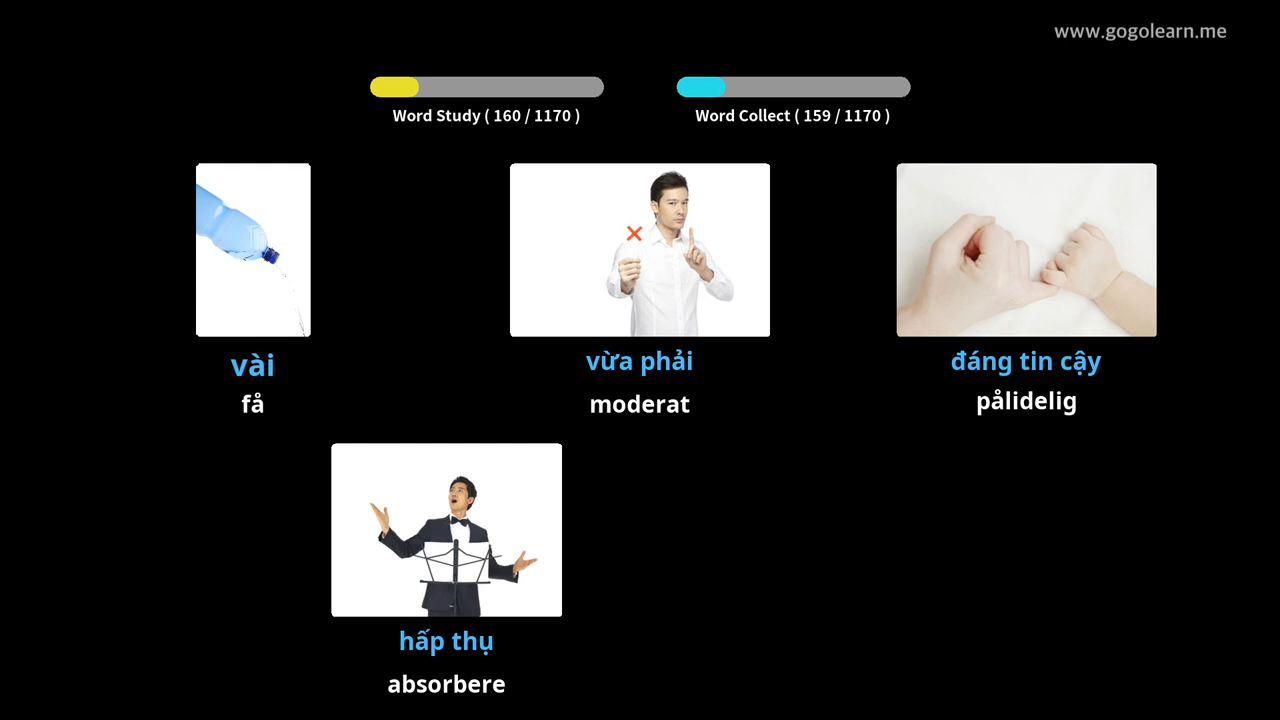 www.gogolearn.me
Word Study ( 160 / 1170 )
Word Collect ( 159 / 1170 )
vài
få
vừa phải
moderat
đáng tin cậy
pålidelig
hấp thụ
absorbere